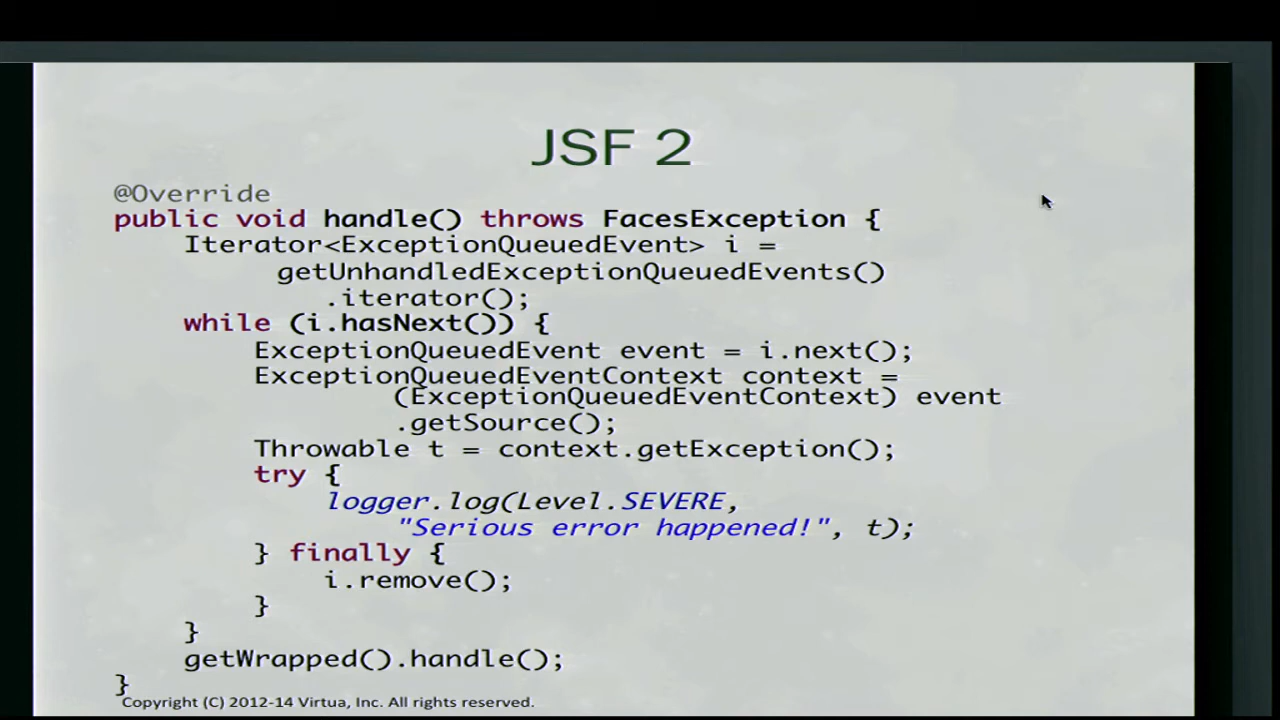 JSF 2
@Override
public void handle() throws FacesException {
Iterator<ExceptionQueuedEvent> i =
getUnhandledExceptionQueuedEvents()
.iterator();
while (i.hasNext()) {
ExceptionQueuedEvent event = i.next();
ExceptionQueuedEventContext context =
(ExceptionQueuedEventContext) event
.getSource();
Throwable t = context.getException();
try {
logger.log(Level.SEVERE,
"Serious error happened!", t);
} finally {
i.remove();
}
}
getWrapped().handle();
}
Copyright (C) 2012-14 Virtua, Inc. All rights reserved.